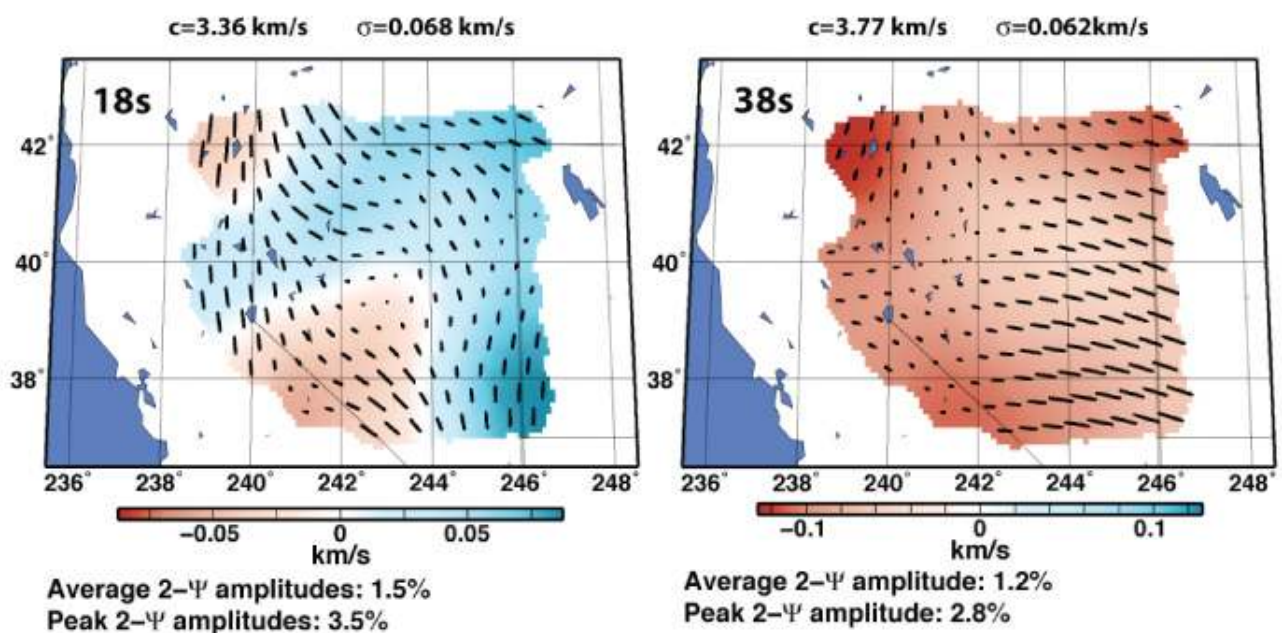 c=3.36 km/s σ=0.068 km/s
c=3.77 km/s σ=0.062km/s
18s
38s
42°
40°
38°
236° 238° 240° 242° 244° 246° 248°
42°
40°
38°
236° 238° 240° 242° 244° 246° 248°
−0.05 0 0.05
km/s
−0.1 0 0.1
km/s
Average 2−Ψ amplitudes: 1.5%
Peak 2−Ψ amplitudes: 3.5%
Average 2−Ψ amplitude: 1.2%
Peak 2−Ψ amplitudes: 2.8%